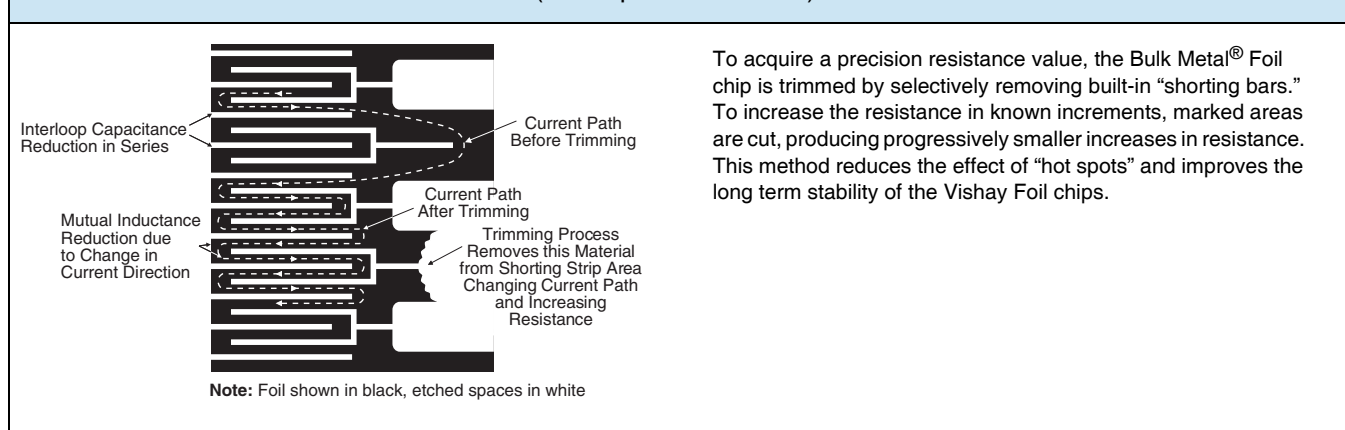 Interloop Capacitance
Reduction in Series
Current Path
Before Trimming
Current Path
After Trimming
Mutual Inductance
Reduction due
to Change in
Current Direction
Trimming Process
Removes this Material
from Shorting Strip Area
Changing Current Path
and Increasing
Resistance
Note: Foil shown in black, etched spaces in white
To acquire a precision resistance value, the Bulk Metal® Foil
chip is trimmed by selectively removing built-in “shorting bars.”
To increase the resistance in known increments, marked areas
are cut, producing progressively smaller increases in resistance.
This method reduces the effect of “hot spots” and improves the
long term stability of the Vishay Foil chips.